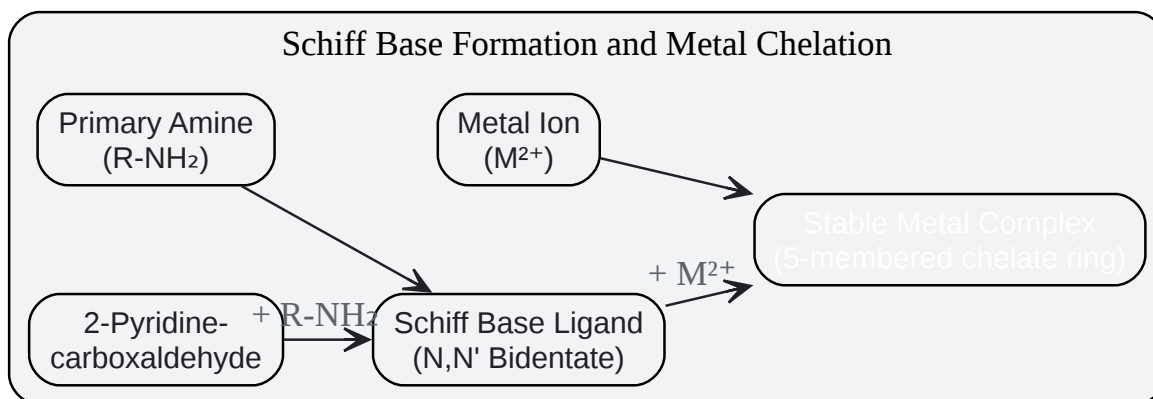 Schiff Base Formation and Metal Chelation
Primary Amine
(R-NH₂)
Metal Ion
(M²⁺)
Stable Metal Complex
(5-membered chelate ring)
+ M²⁺
2-Pyridine-
carboxaldehyde
+ R-NH₂
Schiff Base Ligand
(N,N' Bidentate)